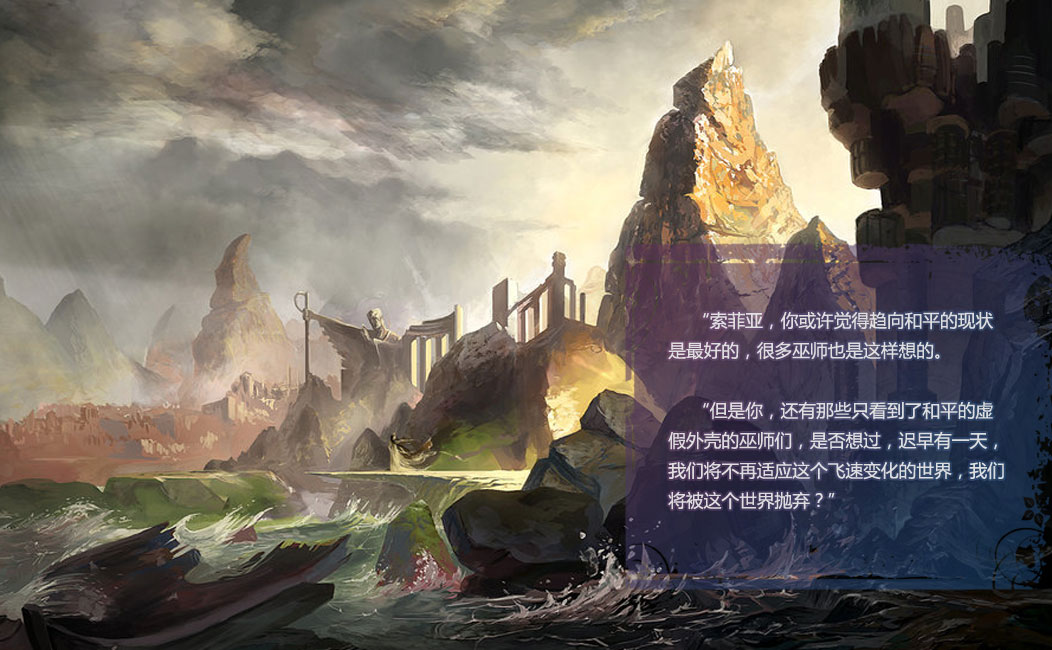 “索菲亚，你或许觉得趋向和平的现状
是最好的，很多巫师也是这样想的。
“但是你，还有那些只看到了和平的虚
假外壳的巫师们，是否想过，迟早有一天，
我们将不再适应这个飞速变化的世界，我们
将被这个世界抛弃？”